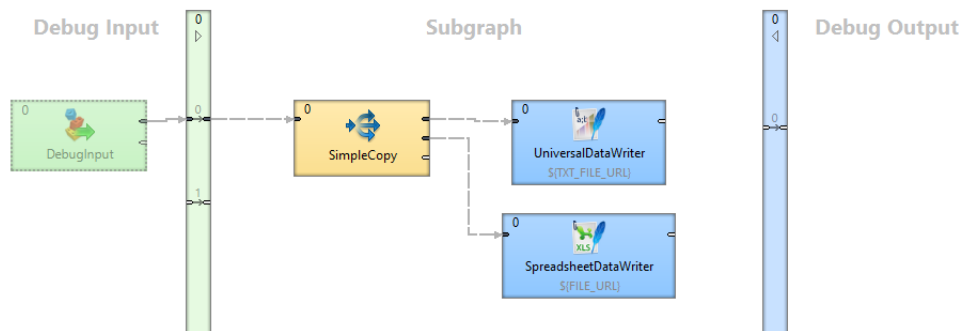 Debug Input
Subgraph
Debug Output
0
0
0
DebugInput
0
1
0
SimpleCopy
0
a;b
UniversalDataWriter
${TXT_FILE_URL}
0
XLS
SpreadsheetDataWriter
${FILE_URL}
0